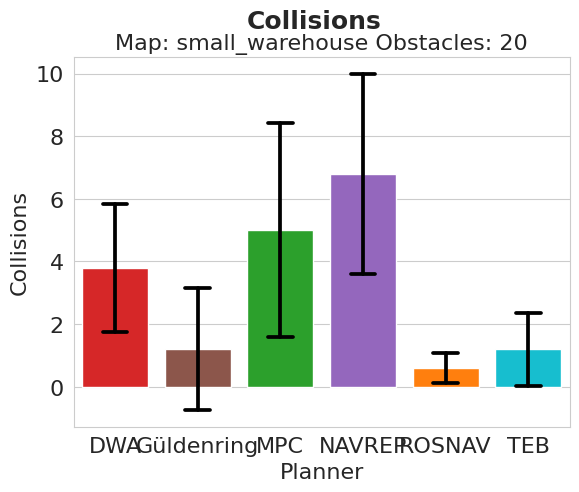 Collisions
Map: small_warehouse Obstacles: 20
10
8
6
4
2
0
Collisions
DWA Güldenring MPC NAVREP ROSNAV TEB
Planner